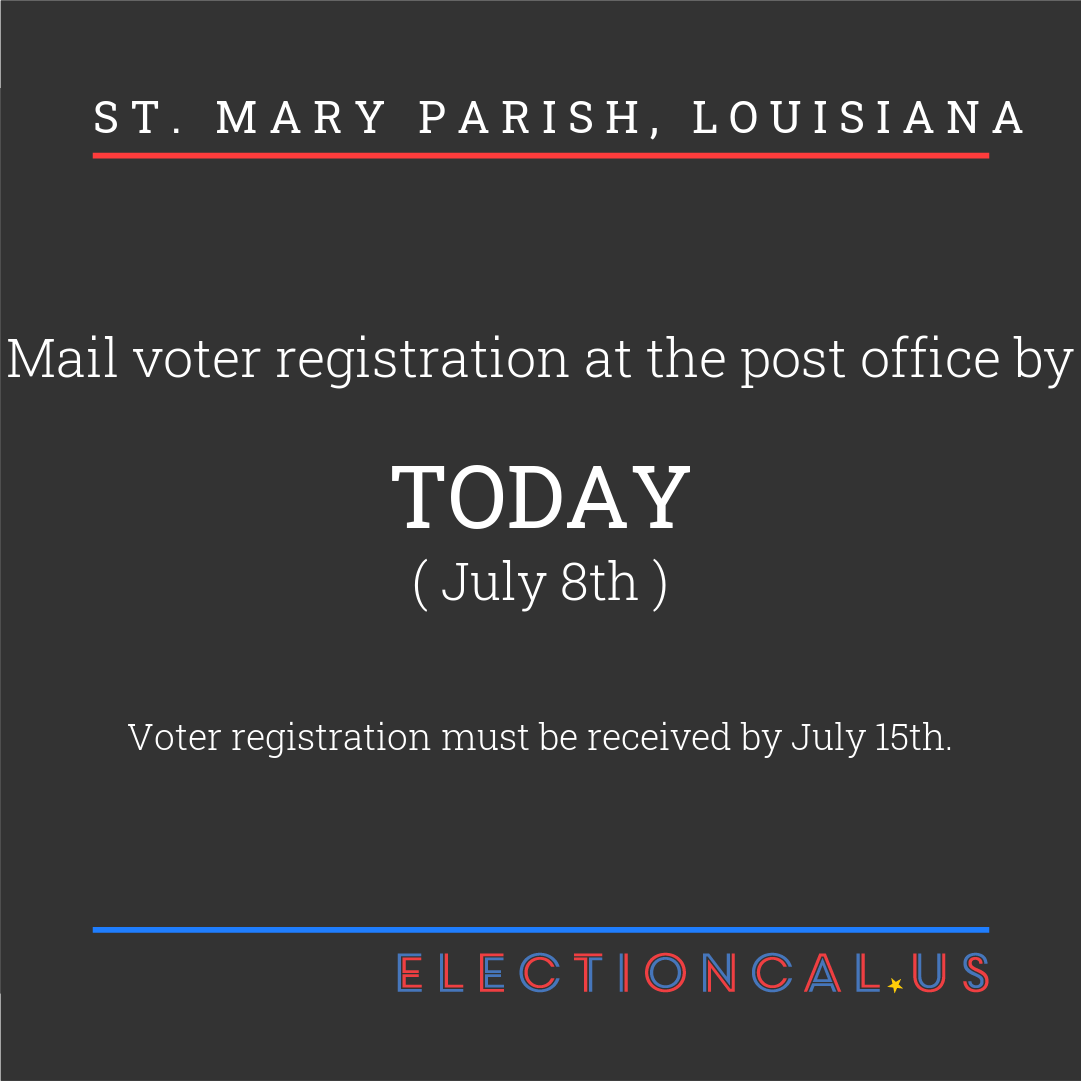 ST. MARY PARISH, LOUISIANA
Mail voter registration at the post office by
TODAY
( July 8th )
Voter registration must be received by July 15th.
ELECTIONCAL.US